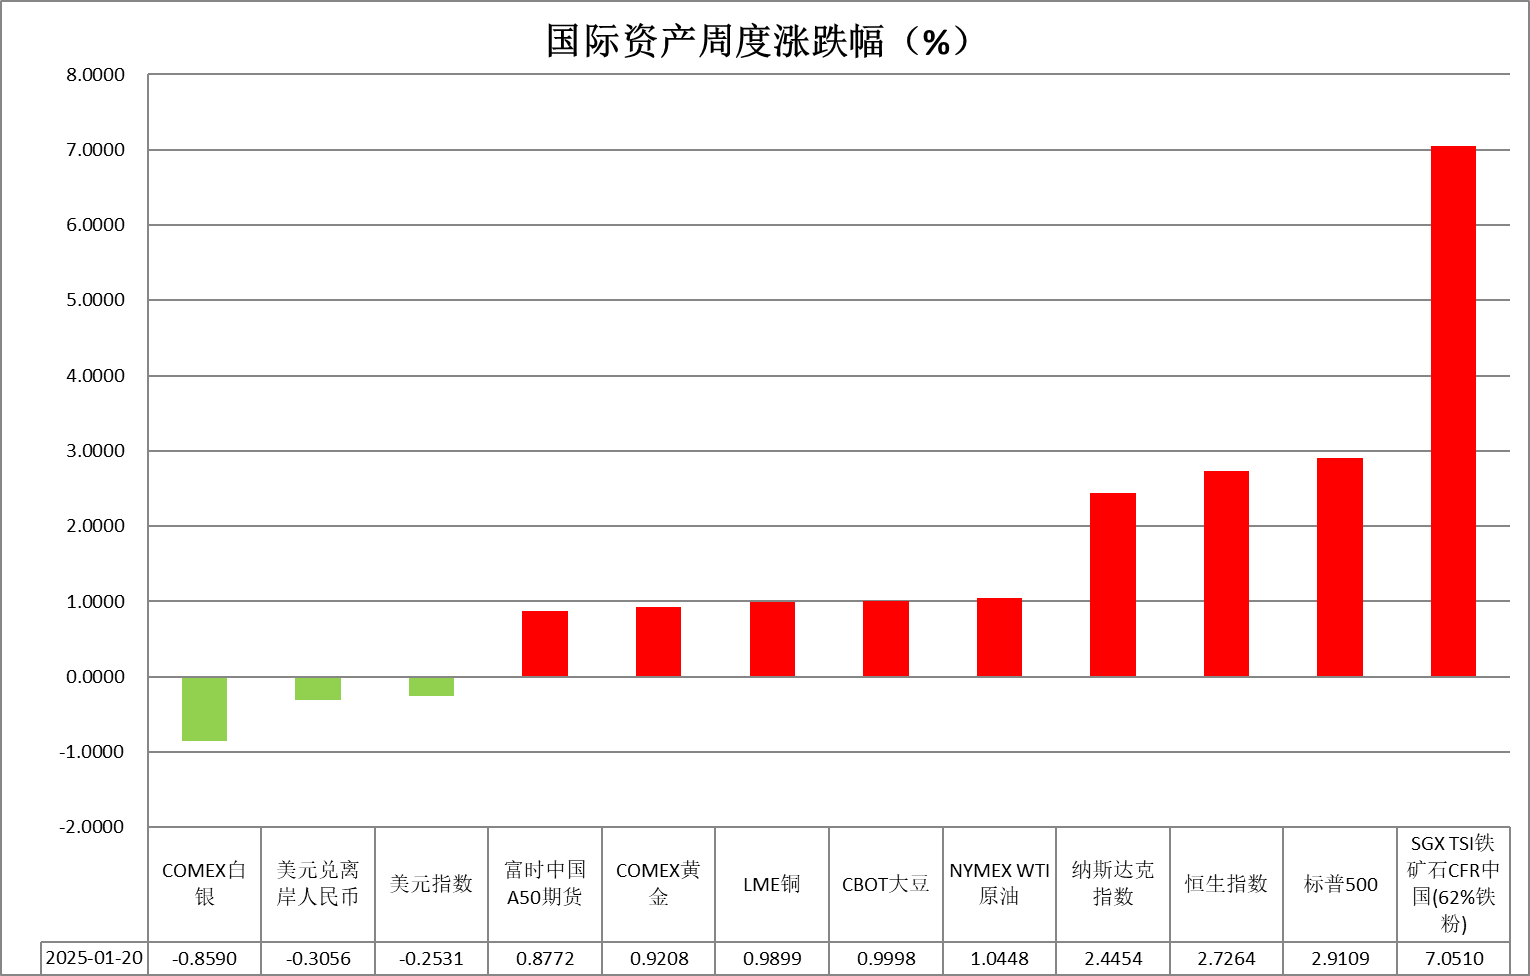 国际资产周度涨跌幅（%）
8.0000
7.0000
6.0000
5.0000
4.0000
3.0000
2.0000
1.0000
0.0000
-1.0000
-2.0000
COMEX白
银
美元兑离
岸人民币
美元指数
富时中国
A50期货
COMEX黄
金
LME铜
CBOT大豆
NYMEX WTI
原油
纳斯达克
指数
恒生指数
标普500
SGX TSI铁
矿石CFR中
国(62%铁
粉)
2025-01-20 -0.8590 -0.3056 -0.2531 0.8772 0.9208 0.9899 0.9998 1.0448 2.4454 2.7264 2.9109 7.0510